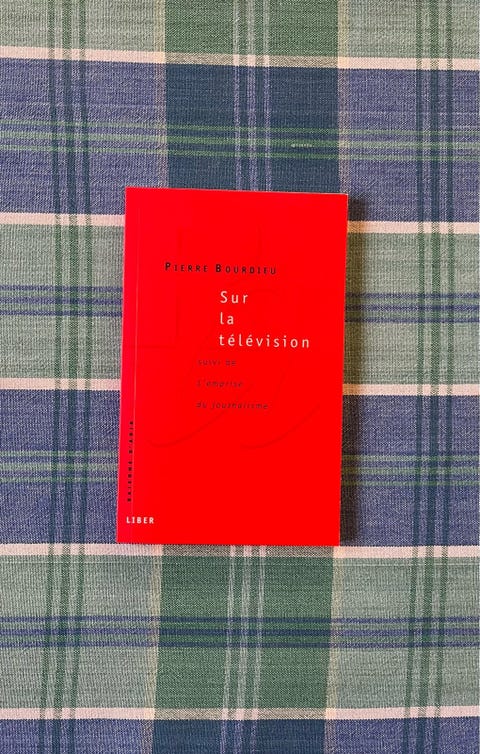 PIERRE BOURDIEU
Sur
la
télévision
suivi de
L'emprise
du journalisme
RAISONS D'AGIR
LIBER